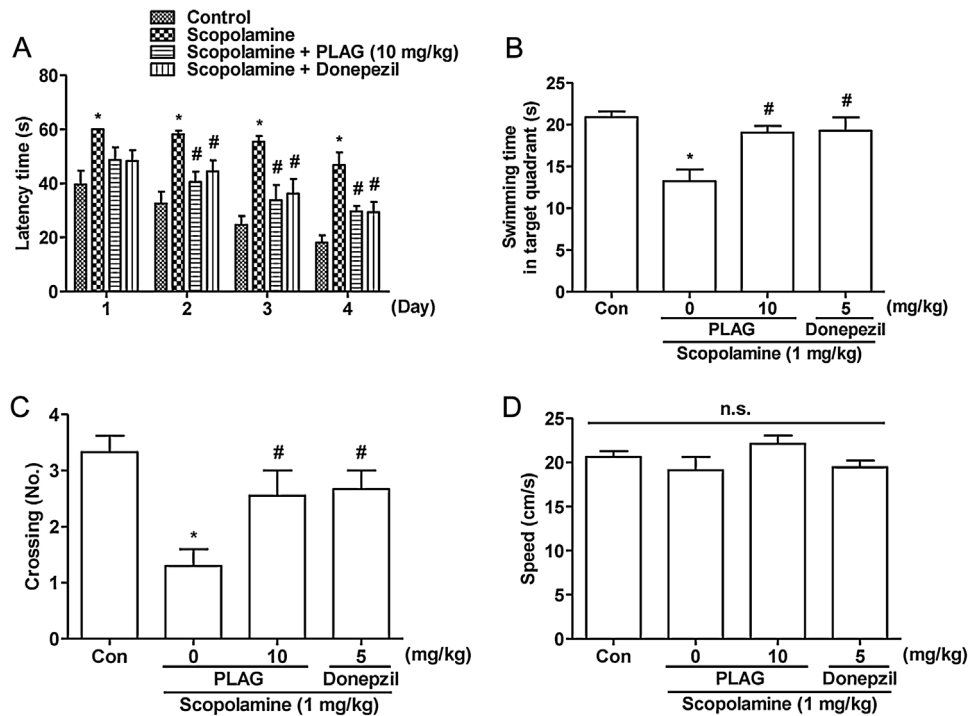 A
Control
Scopolamine
Scopolamine + PLAG (10 mg/kg)
Scopolamine + Donepezil
Latency time (s)
80
60
40
20
0
*
*
# #
*
# #
*
# #
1 2 3 4 (Day)
B
Swimming time
in target quadrant (s)
25
20
15
10
5
0
*
#
#
Con 0 10 5 (mg/kg)
PLAG Donepezil
Scopolamine (1 mg/kg)
C
Crossing (No.)
4
3
2
1
0
*
#
#
Con 0 10 5 (mg/kg)
PLAG Donepzil
Scopolamine (1 mg/kg)
D
n.s.
Speed (cm/s)
25
20
15
10
5
0
Con 0 10 5 (mg/kg)
PLAG Donepezil
Scopolamine (1 mg/kg)